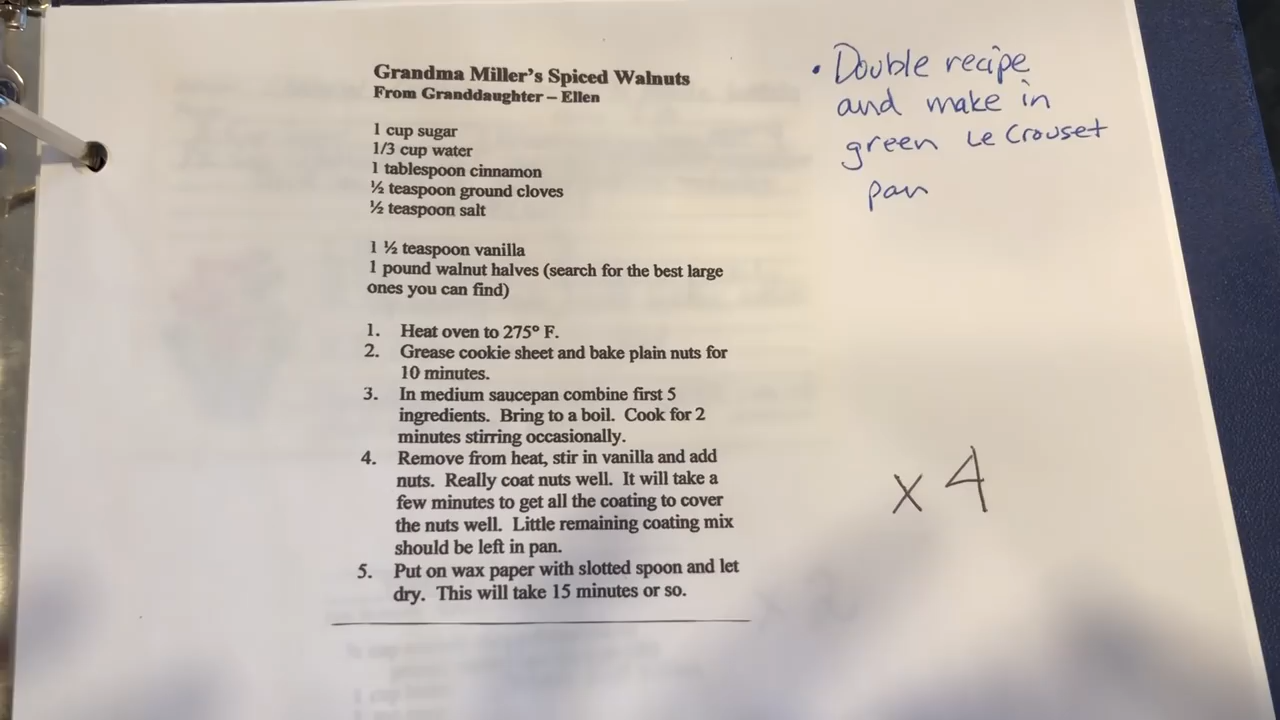 Grandma Miller's Spiced Walnuts
From Granddaughter – Ellen
1 cup sugar
1/3 cup water
1 tablespoon cinnamon
½ teaspoon ground cloves
½ teaspoon salt
1 ½ teaspoon vanilla
1 pound walnut halves (search for the best large
ones you can find)
1. Heat oven to 275° F.
2. Grease cookie sheet and bake plain nuts for
10 minutes.
3. In medium saucepan combine first 5
ingredients. Bring to a boil. Cook for 2
minutes stirring occasionally.
4. Remove from heat, stir in vanilla and add
nuts. Really coat nuts well. It will take a
few minutes to get all the coating to cover
the nuts well. Little remaining coating mix
should be left in pan.
5. Put on wax paper with slotted spoon and let
dry. This will take 15 minutes or so.
• Double recipe
and make in
green Le Crouset
pan
x 4